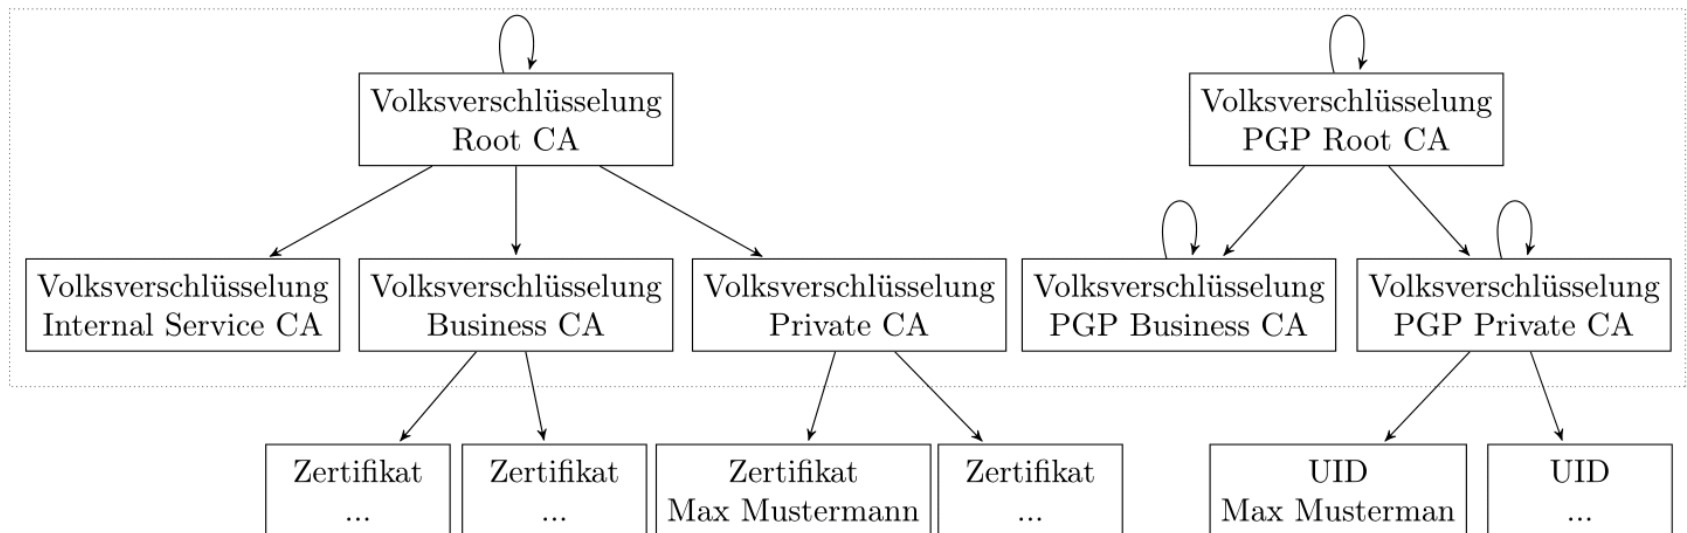 Volksverschlüsselung
Root CA
Volksverschlüsselung
PGP Root CA
Volksverschlüsselung
Internal Service CA
Volksverschlüsselung
Business CA
Volksverschlüsselung
Private CA
Volksverschlüsselung
PGP Business CA
Volksverschlüsselung
PGP Private CA
Zertifikat
...
Zertifikat
...
Zertifikat
Max Mustermann
Zertifikat
...
UID
Max Musterman
UID
...